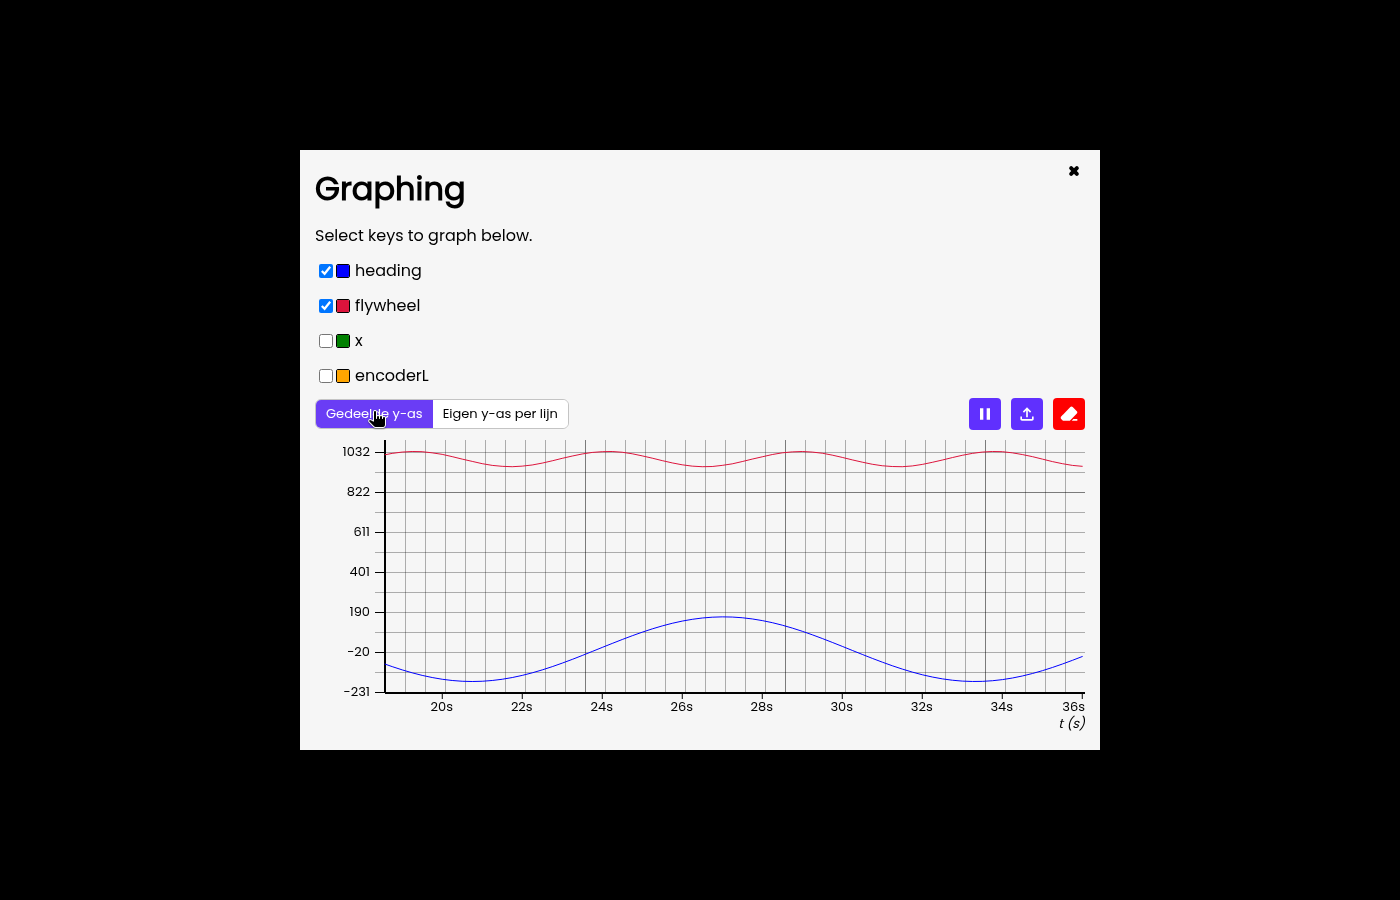 Graphing
Select keys to graph below.
heading
flywheel
x
encoderL
Gedeelde y-as Eigen y-as per lijn
1032
822
611
401
190
-20
-231
20s 22s 24s 26s 28s 30s 32s 34s 36s
t (s)